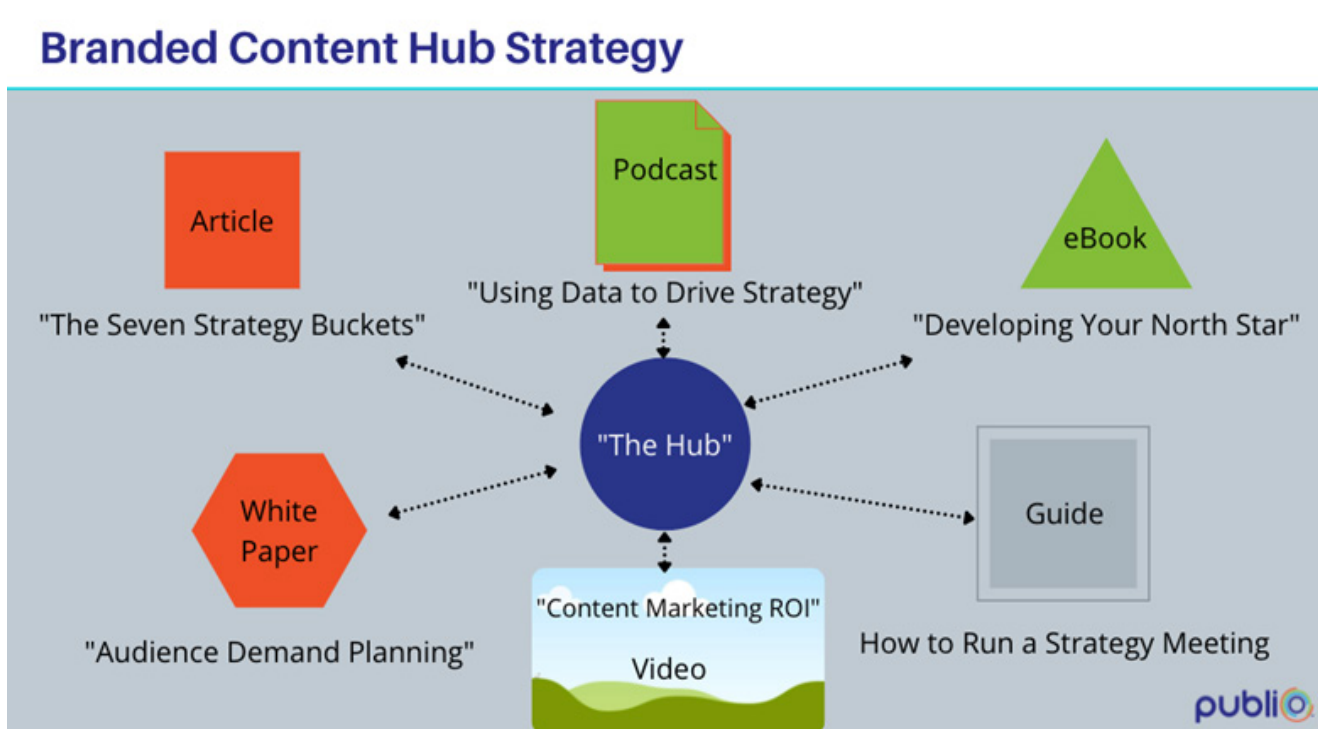 Branded Content Hub Strategy
Article
"The Seven Strategy Buckets"
Podcast
"Using Data to Drive Strategy"
eBook
"Developing Your North Star"
"The Hub"
White
Paper
"Audience Demand Planning"
"Content Marketing ROI"
Video
Guide
How to Run a Strategy Meeting
publio